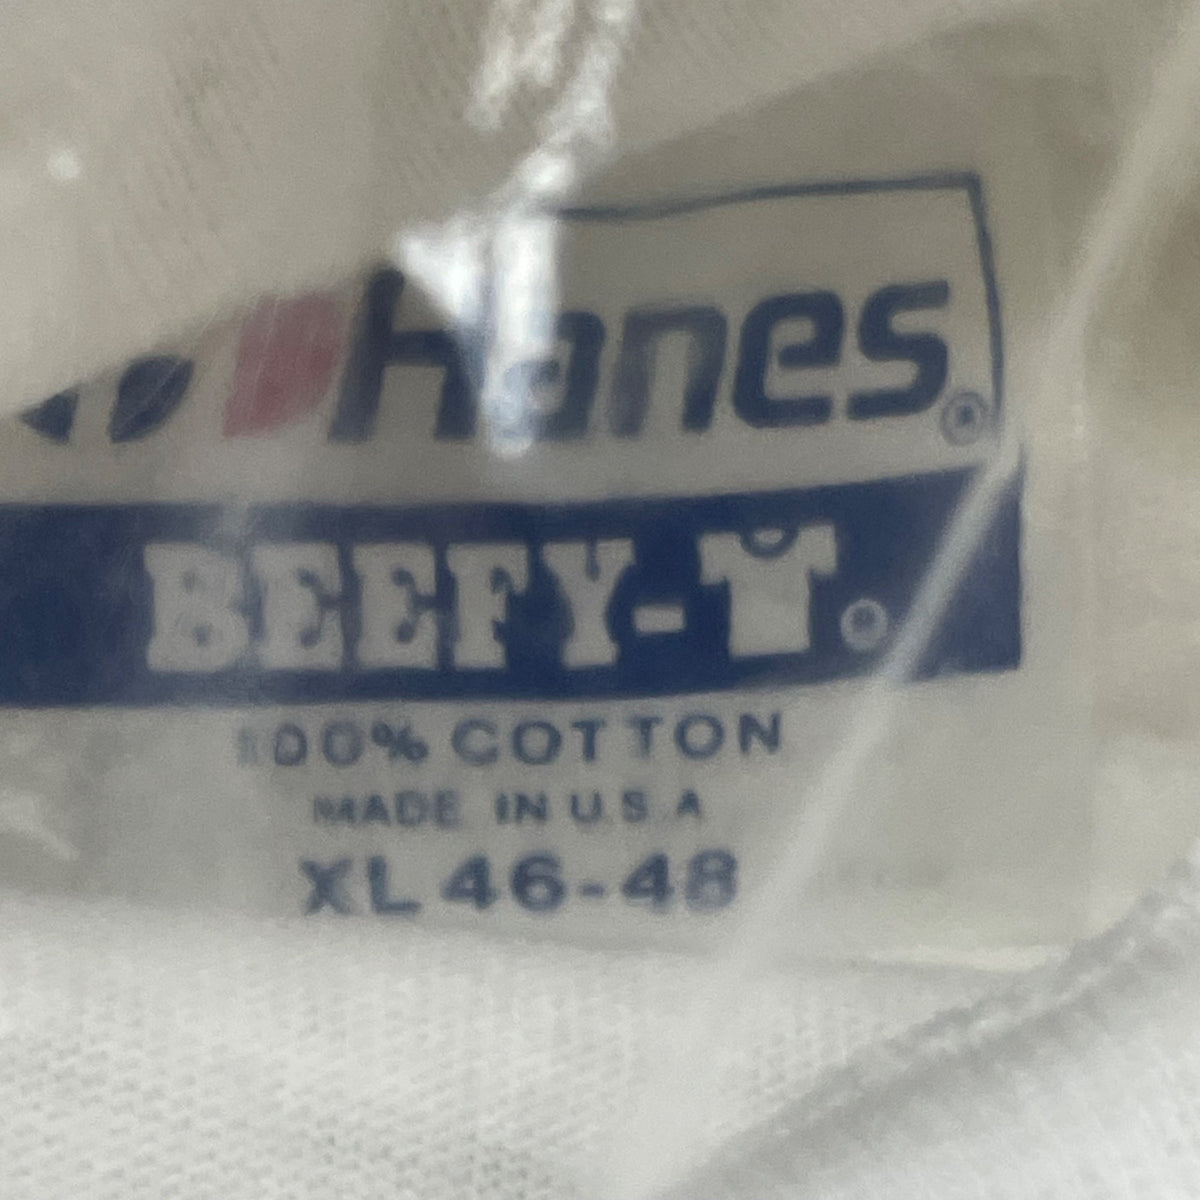 Hanes®
BEEFY-T®
100% COTTON
MADE IN U.S.A
XL 46-48